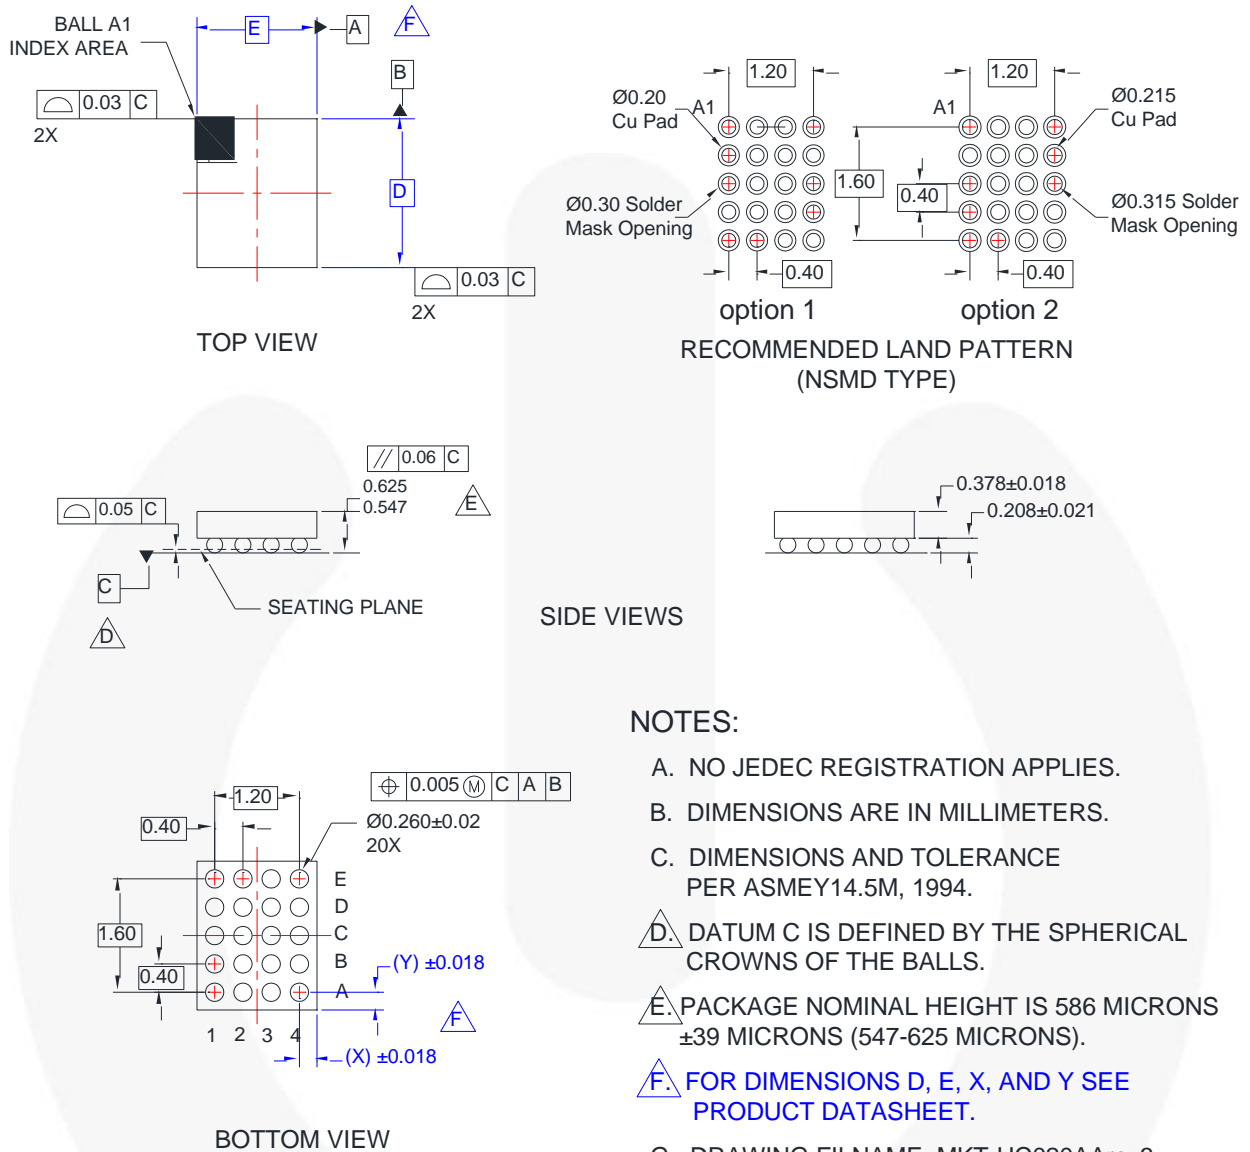 BALL A1
INDEX AREA
E
A
F
B
0.03 C
2X
D
0.03 C
2X
TOP VIEW
1.20
1.20
Ø0.20
Cu Pad
A1
A1
Ø0.215
Cu Pad
1.60
0.40
Ø0.30 Solder
Mask Opening
Ø0.315 Solder
Mask Opening
0.40
0.40
option 1
option 2
RECOMMENDED LAND PATTERN
(NSMD TYPE)
// 0.06 C
0.625
0.547
E
0.05 C
C
D
SEATING PLANE
0.378±0.018
0.208±0.021
SIDE VIEWS
1.20
0.005 Ⓜ C A B
0.40
Ø0.260±0.02
20X
E
D
C
B
A
1.60
0.40
(Y) ±0.018
F
1 2 3 4
(X) ±0.018
BOTTOM VIEW
NOTES:
A. NO JEDEC REGISTRATION APPLIES.
B. DIMENSIONS ARE IN MILLIMETERS.
C. DIMENSIONS AND TOLERANCE
PER ASMEY14.5M, 1994.
D. DATUM C IS DEFINED BY THE SPHERICAL
CROWNS OF THE BALLS.
E. PACKAGE NOMINAL HEIGHT IS 586 MICRONS
±39 MICRONS (547-625 MICRONS).
F. FOR DIMENSIONS D, E, X, AND Y SEE
PRODUCT DATASHEET.